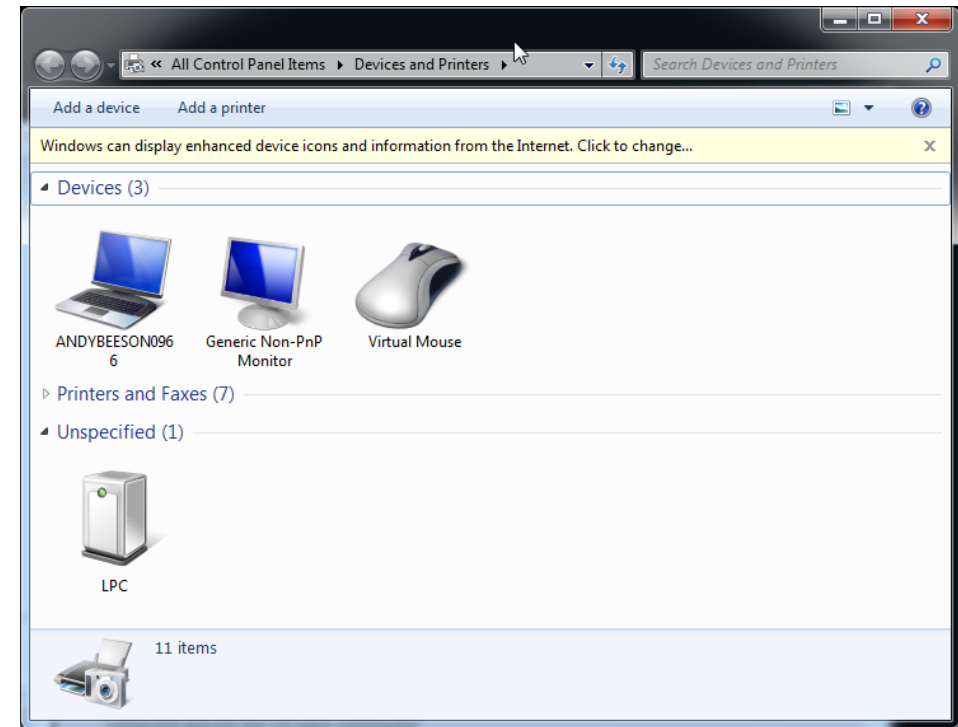 « All Control Panel Items ▸ Devices and Printers ▸ Search Devices and Printers
Add a device Add a printer
Windows can display enhanced device icons and information from the Internet. Click to change...
Devices (3)
ANDYBEESON096
6
Generic Non-PnP
Monitor
Virtual Mouse
Printers and Faxes (7)
Unspecified (1)
LPC
11 items